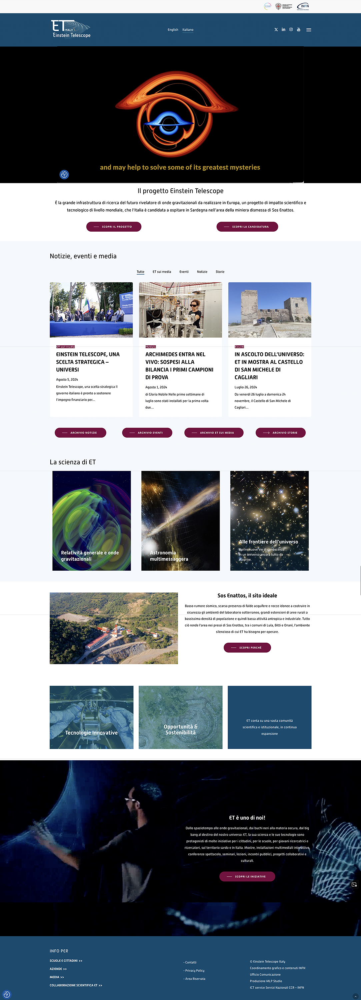 INFN
ET
ITALY
Einstein Telescope
English Italiano
and may help to solve some of its greatest mysteries
Il progetto Einstein Telescope
È la grande infrastruttura di ricerca del futuro rivelatore di onde gravitazionali da realizzare in Europa, un progetto di impatto scientifico e
tecnologico di livello mondiale, che l'Italia è candidata a ospitare in Sardegna nell'area della miniera dismessa di Sos Enattos.
SCOPRI IL PROGETTO
SCOPRI LA CANDIDATURA
Notizie, eventi e media
Tutte ET sui media Eventi Notizie Storie
ET sui media
EINSTEIN TELESCOPE, UNA
SCELTA STRATEGICA –
UNIVERSI
Agosto 5, 2024
Einstein Telescope, una scelta strategica Il
governo italiano è pronto a sostenere
l'impegno finanziario per...
Notizie
ARCHIMEDES ENTRA NEL
VIVO: SOSPESI ALLA
BILANCIA I PRIMI CAMPIONI
DI PROVA
Agosto 1, 2024
di Gloria Nobile Nelle prime settimane di
luglio sono stati installati per la prima volta
due...
Eventi
IN ASCOLTO DELL'UNIVERSO:
ET IN MOSTRA AL CASTELLO
DI SAN MICHELE DI
CAGLIARI
Luglio 26, 2024
Da venerdì 26 luglio a domenica 24
novembre, il Castello di San Michele di
Cagliari...
ARCHIVIO NOTIZIE
ARCHIVIO EVENTI
ARCHIVIO ET SUI MEDIA
ARCHIVIO STORIE
La scienza di ET
Relatività generale e onde
gravitazionali
Astronomia
multimessaggera
Alle frontiere dell'universo
Aprire nuove vie di conoscenza
in un universo ancora tutto da
scoprire.
Sos Enattos, il sito ideale
Basso rumore sismico, scarsa presenza di falde acquifere e rocce idonee a costruire in
sicurezza gli ambienti del laboratorio sotterraneo, grandi estensioni di aree rurali a
bassissima densità di popolazione e quindi bassa attività antropica e industriale. Tutto
ciò rende l'area nei pressi di Sos Enattos, tra i comuni di Lula, Bitti e Onanì, l'ambiente
silenzioso di cui ET ha bisogno per operare.
SCOPRI PERCHÉ
Tecnologie Innovative
Opportunità &
Sostenibilità
ET conta su una vasta comunità
scientifica e istituzionale, in continua
espansione
ET è uno di noi!
Dallo spaziotempo alle onde gravitazionali, dai buchi neri alla materia oscura, dal big
bang al destino del nostro universo: ET, la sua scienza e le sue tecnologie sono
protagonisti di molte iniziative per i cittadini, per le scuole, per giovani ricercatrici e
ricercatori, sul territorio sardo e in Italia. Mostre, installazioni multimediali interattive,
conferenze spettacolo, seminari, lezioni, incontri pubblici, progetti collaborativi e
culturali.
SCOPRI LE INIZIATIVE
INFO PER
SCUOLE E CITTADINI >>
AZIENDE >>
MEDIA >>
COLLABORAZIONE SCIENTIFICA ET >>
- Contatti
- Privacy Policy
- Area Riservata
© Einstein Telescope Italy
Coordinamento grafico e contenuti INFN
Ufficio Comunicazione
Produzione MLP Studio
ICT service Servizi Nazionali CCR – INFN